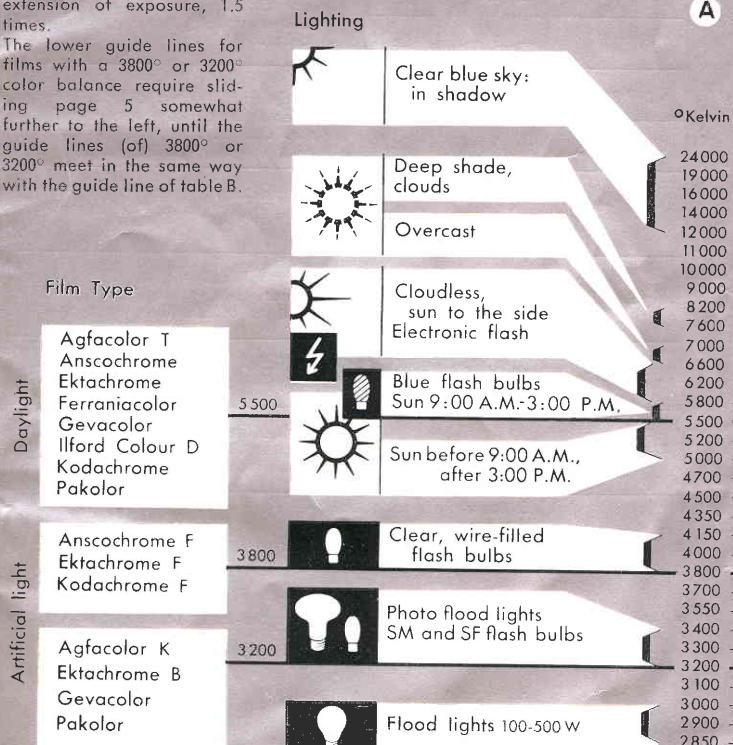 extension of exposure, 1.5
times.
The lower guide lines for
films with a 3800° or 3200°
color balance require slid-
ing page 5 somewhat
further to the left, until the
guide lines (of) 3800° or
3200° meet in the same way
with the guide line of table B.
Film Type
Daylight
Agfacolor T
Anscochrome
Ektachrome
Ferraniacolor
Gevacolor
Ilford Colour D
Kodachrome
Pakolor
5500
Artificial light
Anscochrome F
Ektachrome F
Kodachrome F
3800
Agfacolor K
Ektachrome B
Gevacolor
Pakolor
3200
Lighting
Clear blue sky:
in shadow
Deep shade,
clouds
Overcast
Cloudless,
sun to the side
Electronic flash
Blue flash bulbs
Sun 9:00 A.M.-3:00 P.M.
Sun before 9:00 A.M.,
after 3:00 P.M.
Clear, wire-filled
flash bulbs
Photo flood lights
SM and SF flash bulbs
Flood lights 100-500 W
A
°Kelvin
24000
19000
16000
14000
12000
11000
10000
9000
8200
7600
7000
6600
6200
5800
5500
5200
5000
4700
4500
4350
4150
4000
3800
3700
3550
3400
3300
3200
3100
3000
2900
2850